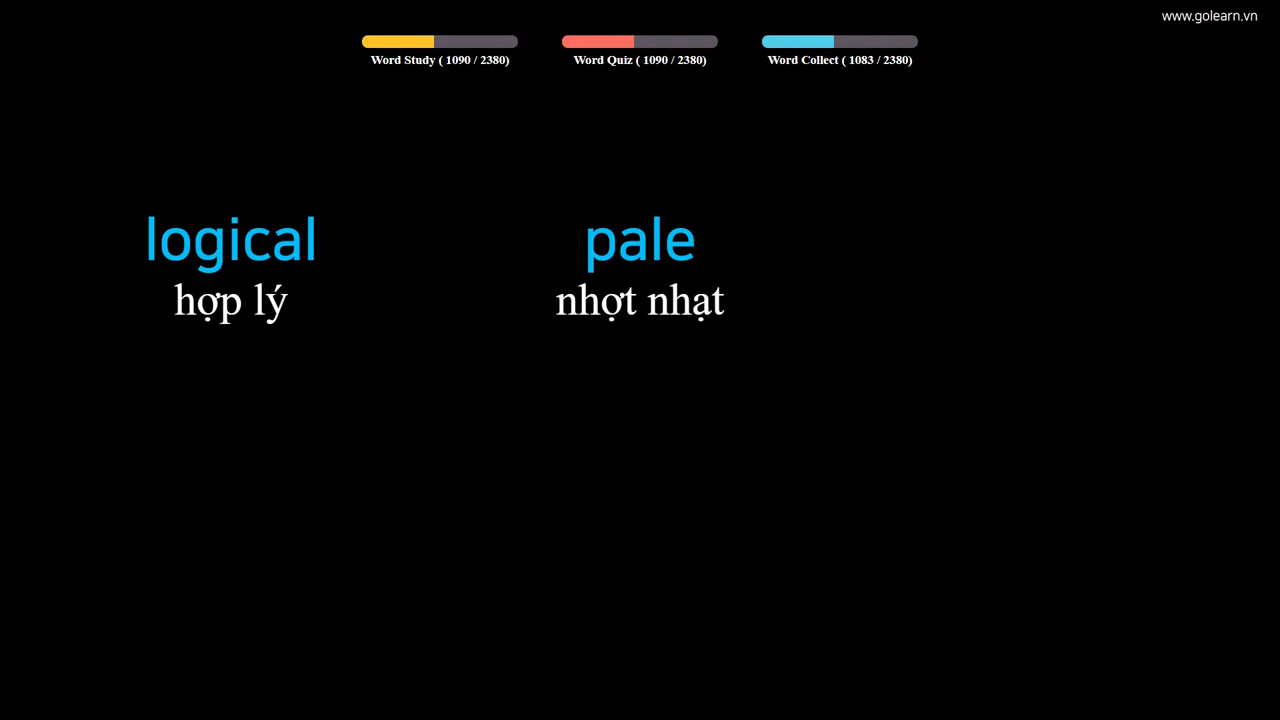 www.golearn.vn
Word Study ( 1090 / 2380)
Word Quiz ( 1090 / 2380)
Word Collect ( 1083 / 2380)
logical
hợp lý
pale
nhợt nhạt